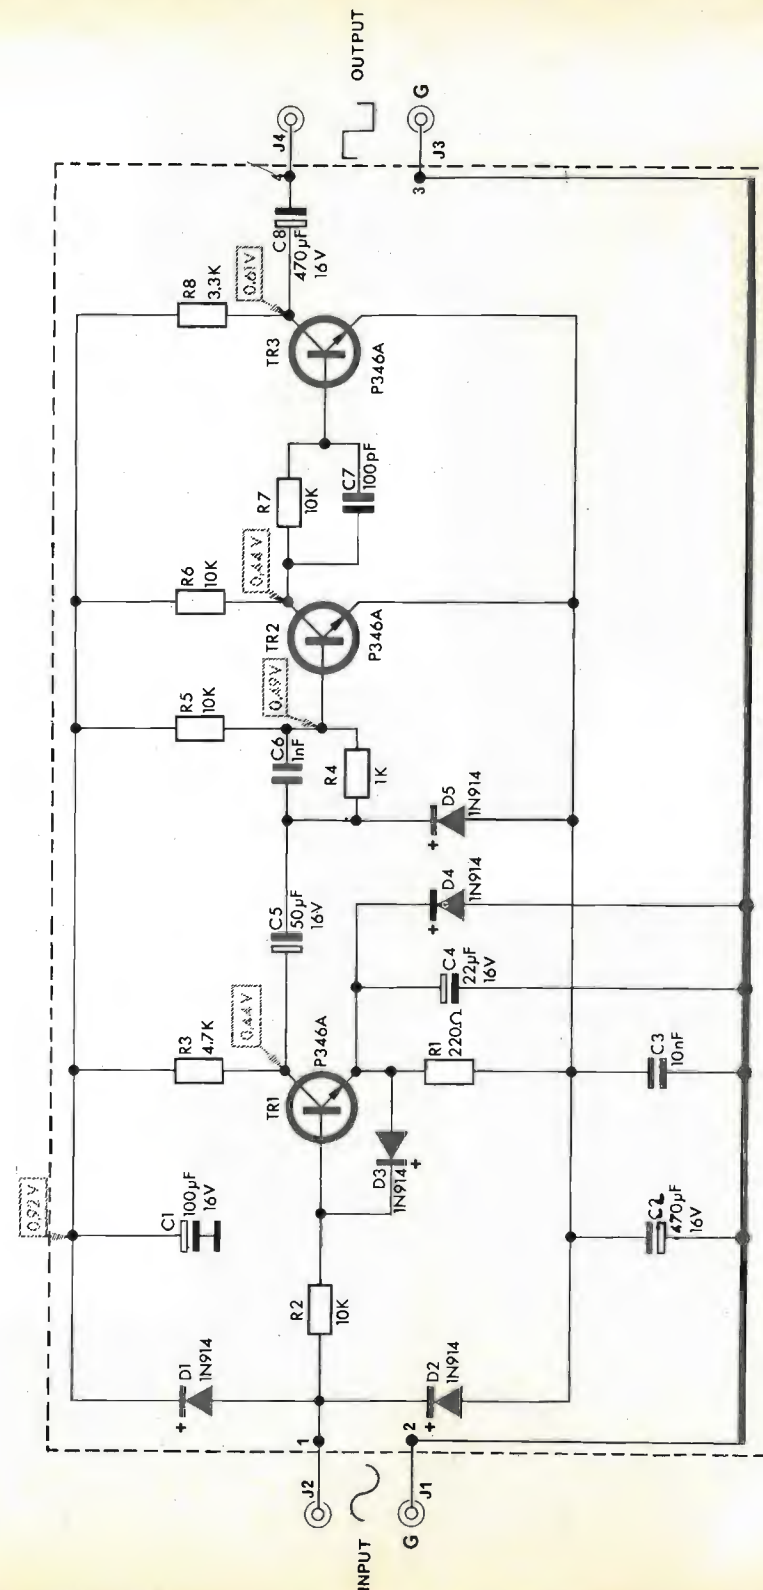 INPUT
J2
1
G
J1
2
D1
1N914
+
D2
1N914
+
R2
10K
0,92V
C1
100µF
16V
C2
470µF
16V
TR1
P346A
D3
1N914
+
R3
4.7K
0,44V
R1
220Ω
C3
10nF
C4
22µF
16V
C5
50µF
16V
D4
1N914
+
D5
1N914
+
R4
1K
C6
1nF
R5
10K
0,49V
R6
10K
TR2
P346A
0,44V
R7
10K
C7
100pF
TR3
P346A
R8
3.3K
0,61V
C8
470µF
16V
4
J4
3
J3
G
OUTPUT